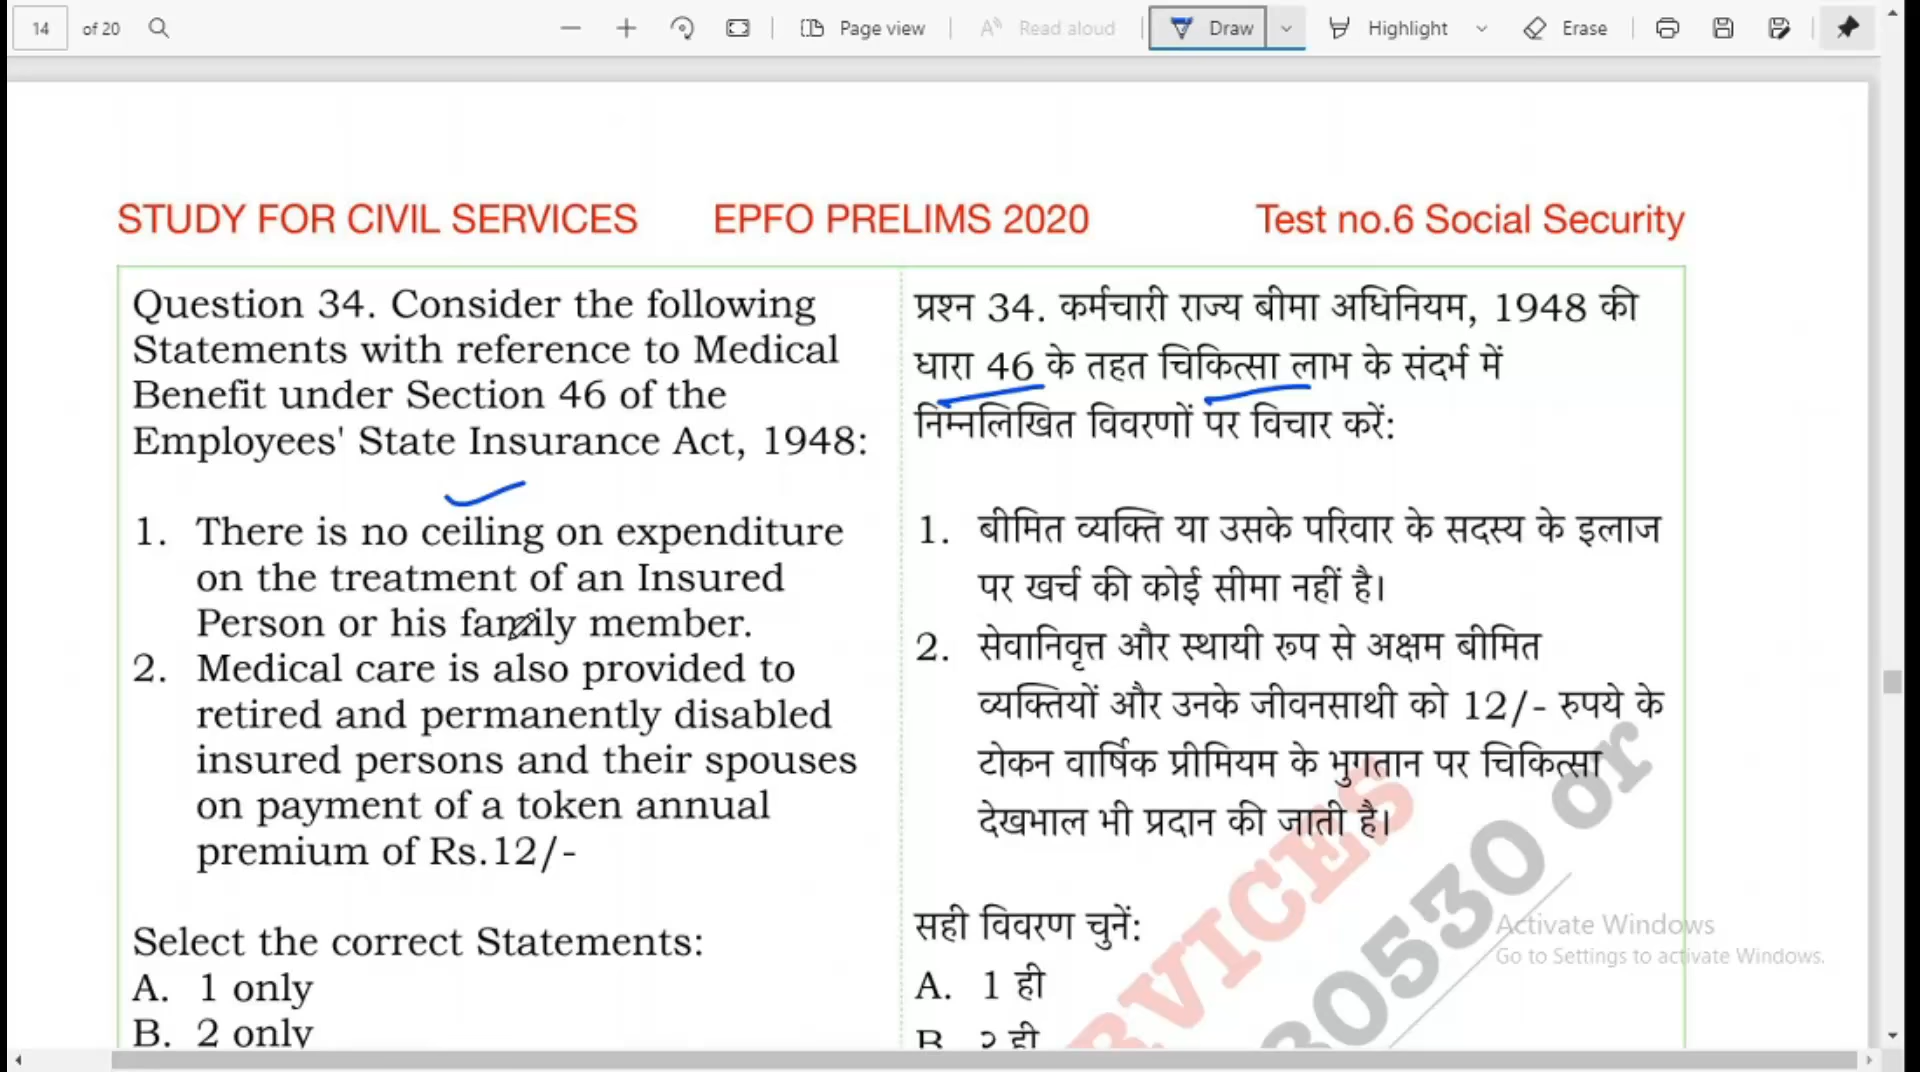 14 of 20 Page view Read aloud Draw Highlight Erase
STUDY FOR CIVIL SERVICES EPFO PRELIMS 2020 Test no.6 Social Security
Question 34. Consider the following
Statements with reference to Medical
Benefit under Section 46 of the
Employees' State Insurance Act, 1948:
1. There is no ceiling on expenditure
on the treatment of an Insured
Person or his family member.
2. Medical care is also provided to
retired and permanently disabled
insured persons and their spouses
on payment of a token annual
premium of Rs.12/-
Select the correct Statements:
A. 1 only
B. 2 only
प्रश्न 34. कर्मचारी राज्य बीमा अधिनियम, 1948 की
धारा 46 के तहत चिकित्सा लाभ के संदर्भ में
निम्नलिखित विवरणों पर विचार करें:
1. बीमित व्यक्ति या उसके परिवार के सदस्य के इलाज
पर खर्च की कोई सीमा नहीं है।
2. सेवानिवृत्त और स्थायी रूप से अक्षम बीमित
व्यक्तियों और उनके जीवनसाथी को 12/- रुपये के
टोकन वार्षिक प्रीमियम के भुगतान पर चिकित्सा
देखभाल भी प्रदान की जाती है।
सही विवरण चुनें:
A. 1 ही
B. 2 ही
RVICES
30530 or
Activate Windows
Go to Settings to activate Windows.